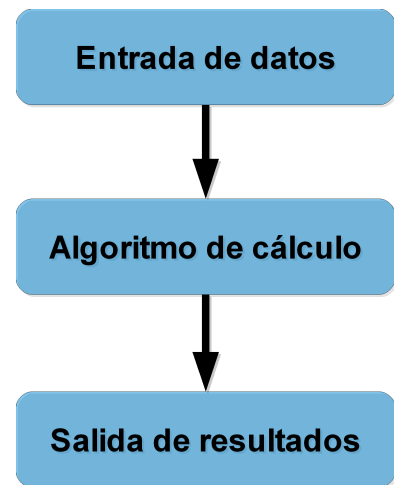 Entrada de datos
Algoritmo de cálculo
Salida de resultados